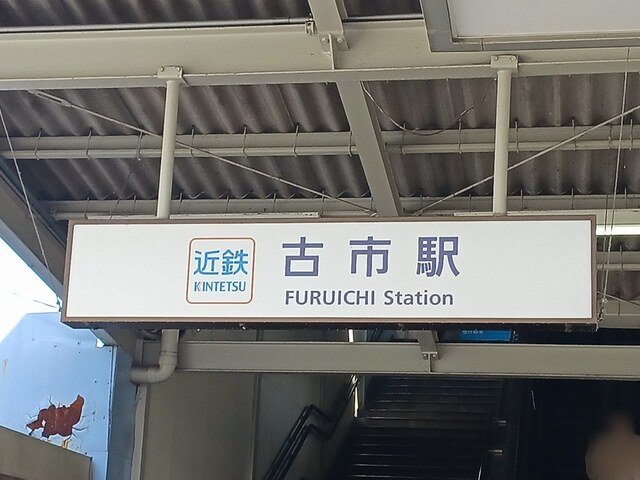 近鉄
KINTETSU
古市駅
FURUICHI Station